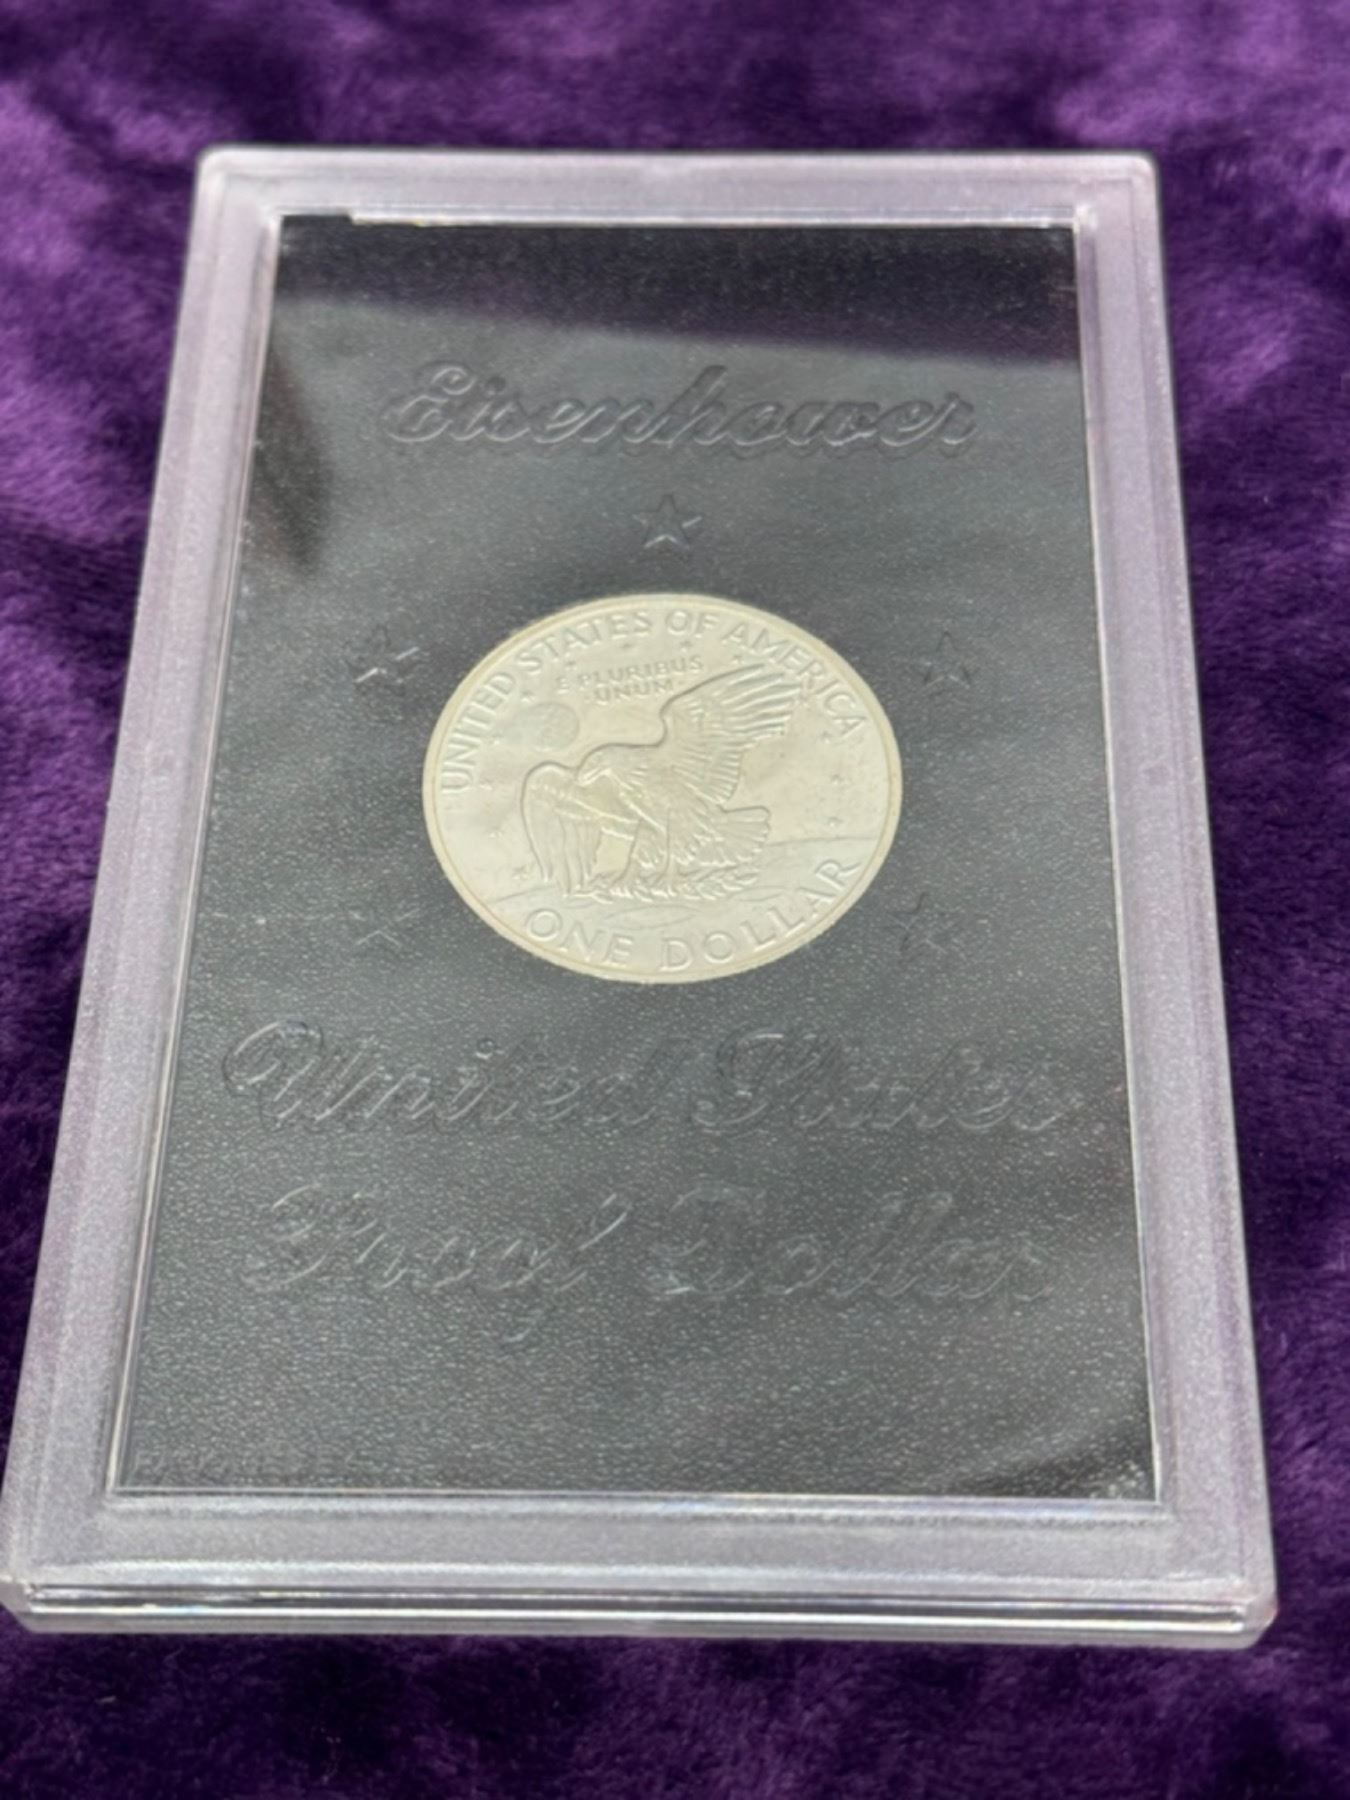 Eisenhower
UNITED STATES OF AMERICA
E PLURIBUS
UNUM
ONE DOLLAR
United States
Proof Dollar